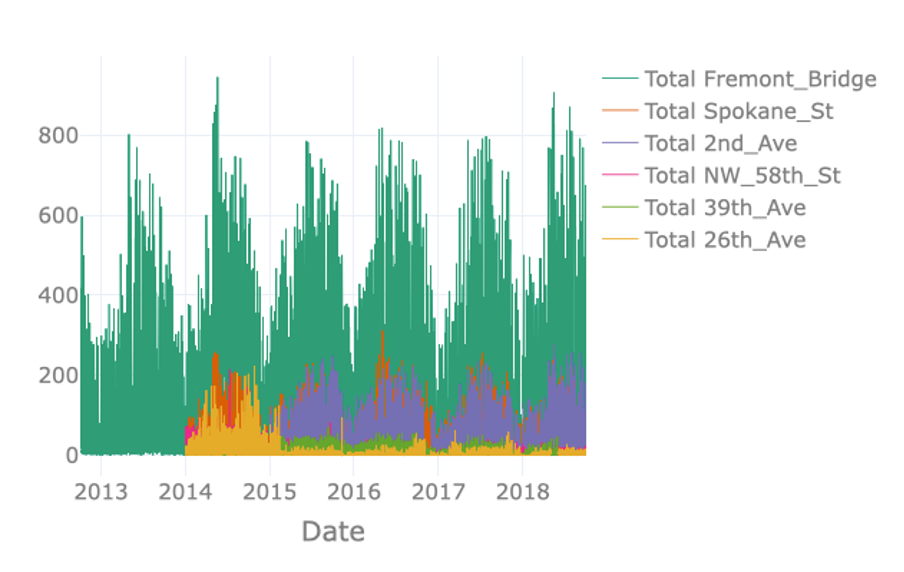 800
600
400
200
0
2013 2014 2015 2016 2017 2018
Date
Total Fremont_Bridge
Total Spokane_St
Total 2nd_Ave
Total NW_58th_St
Total 39th_Ave
Total 26th_Ave